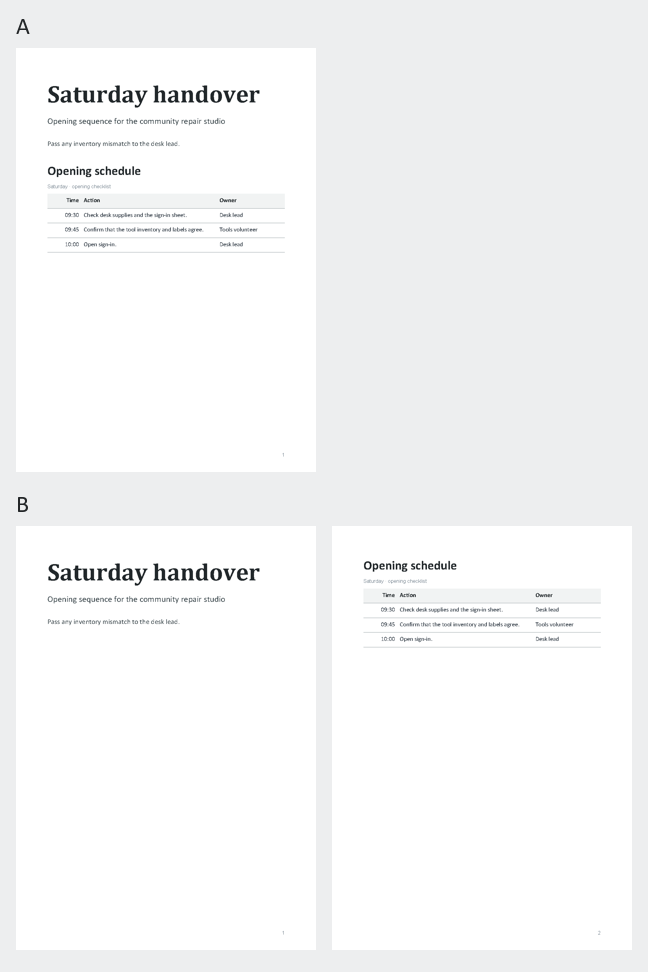 A
Saturday handover
Opening sequence for the community repair studio
Pass any inventory mismatch to the desk lead.
Opening schedule
Saturday opening checklist
Time Action Owner
09:30 Check desk supplies and the sign-in sheet. Desk lead
09:45 Confirm that the tool inventory and labels agree. Tools volunteer
10:00 Open sign-in. Desk lead
1
B
Saturday handover
Opening sequence for the community repair studio
Pass any inventory mismatch to the desk lead.
1
Opening schedule
Saturday opening checklist
Time Action Owner
09:30 Check desk supplies and the sign-in sheet. Desk lead
09:45 Confirm that the tool inventory and labels agree. Tools volunteer
10:00 Open sign-in. Desk lead
2